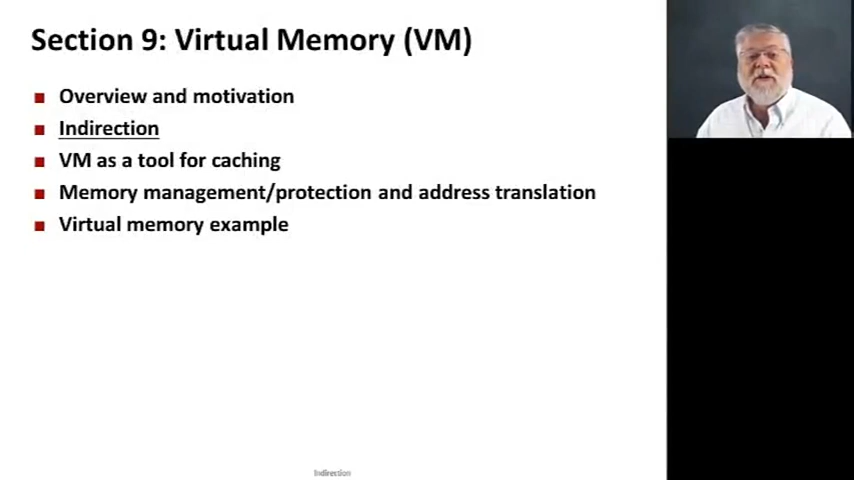 Section 9: Virtual Memory (VM)
Overview and motivation
Indirection
VM as a tool for caching
Memory management/protection and address translation
Virtual memory example
Indirection